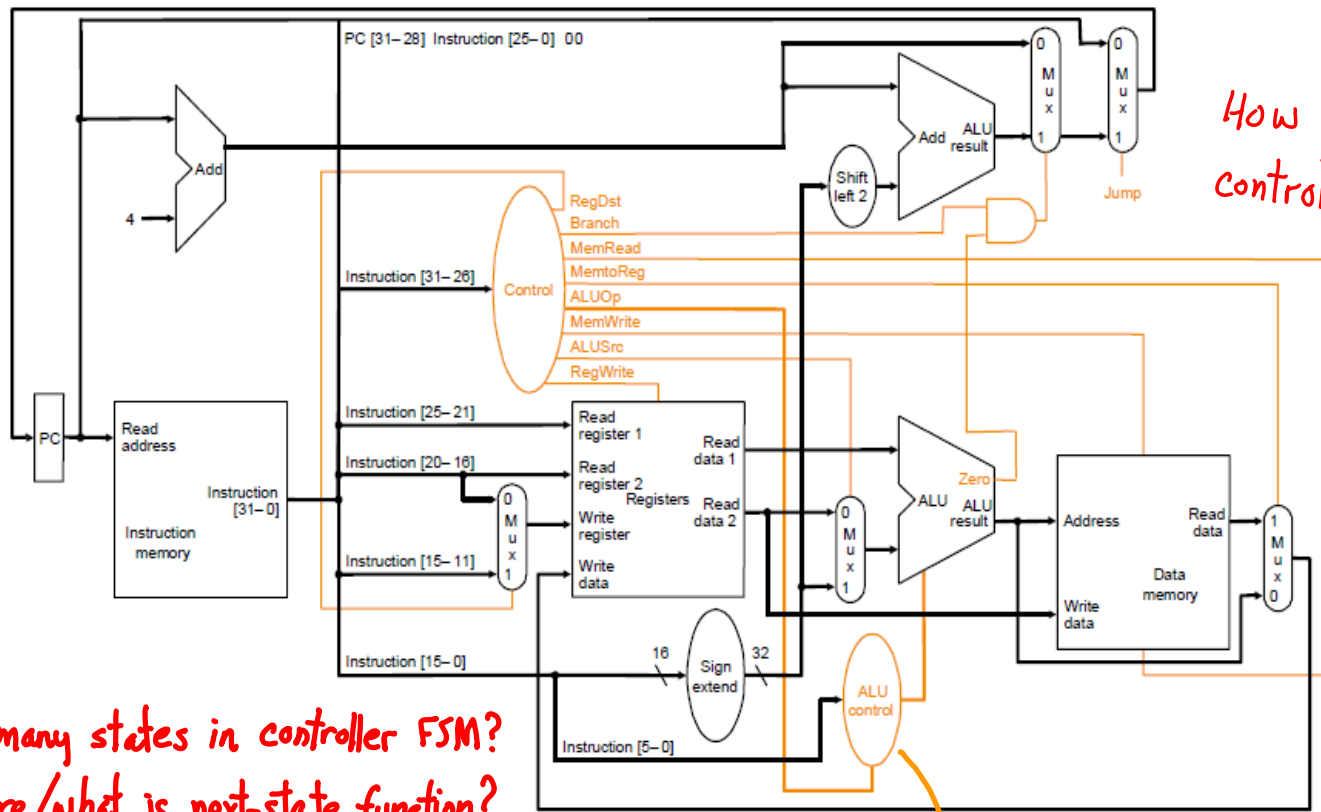 PC [31–28] Instruction [25–0] 00
0
M
u
x
1
0
M
u
x
1
Add
ALU
result
Add
4
Shift
left 2
Jump
How
control
RegDst
Branch
MemRead
MemtoReg
ALUOp
MemWrite
ALUSrc
RegWrite
Control
Instruction [31–26]
Instruction [25–21]
Instruction [20–16]
Instruction [15–11]
Instruction [15–0]
Instruction [5–0]
PC
Read
address
Instruction
[31–0]
Instruction
memory
0
M
u
x
1
Read
register 1
Read
register 2
Registers
Write
register
Write
data
Read
data 1
Read
data 2
0
M
u
x
1
Zero
ALU
ALU
result
Address
Read
data
Data
memory
Write
data
1
M
u
x
0
16
Sign
extend
32
ALU
control
many states in controller FSM?
is next-state function?